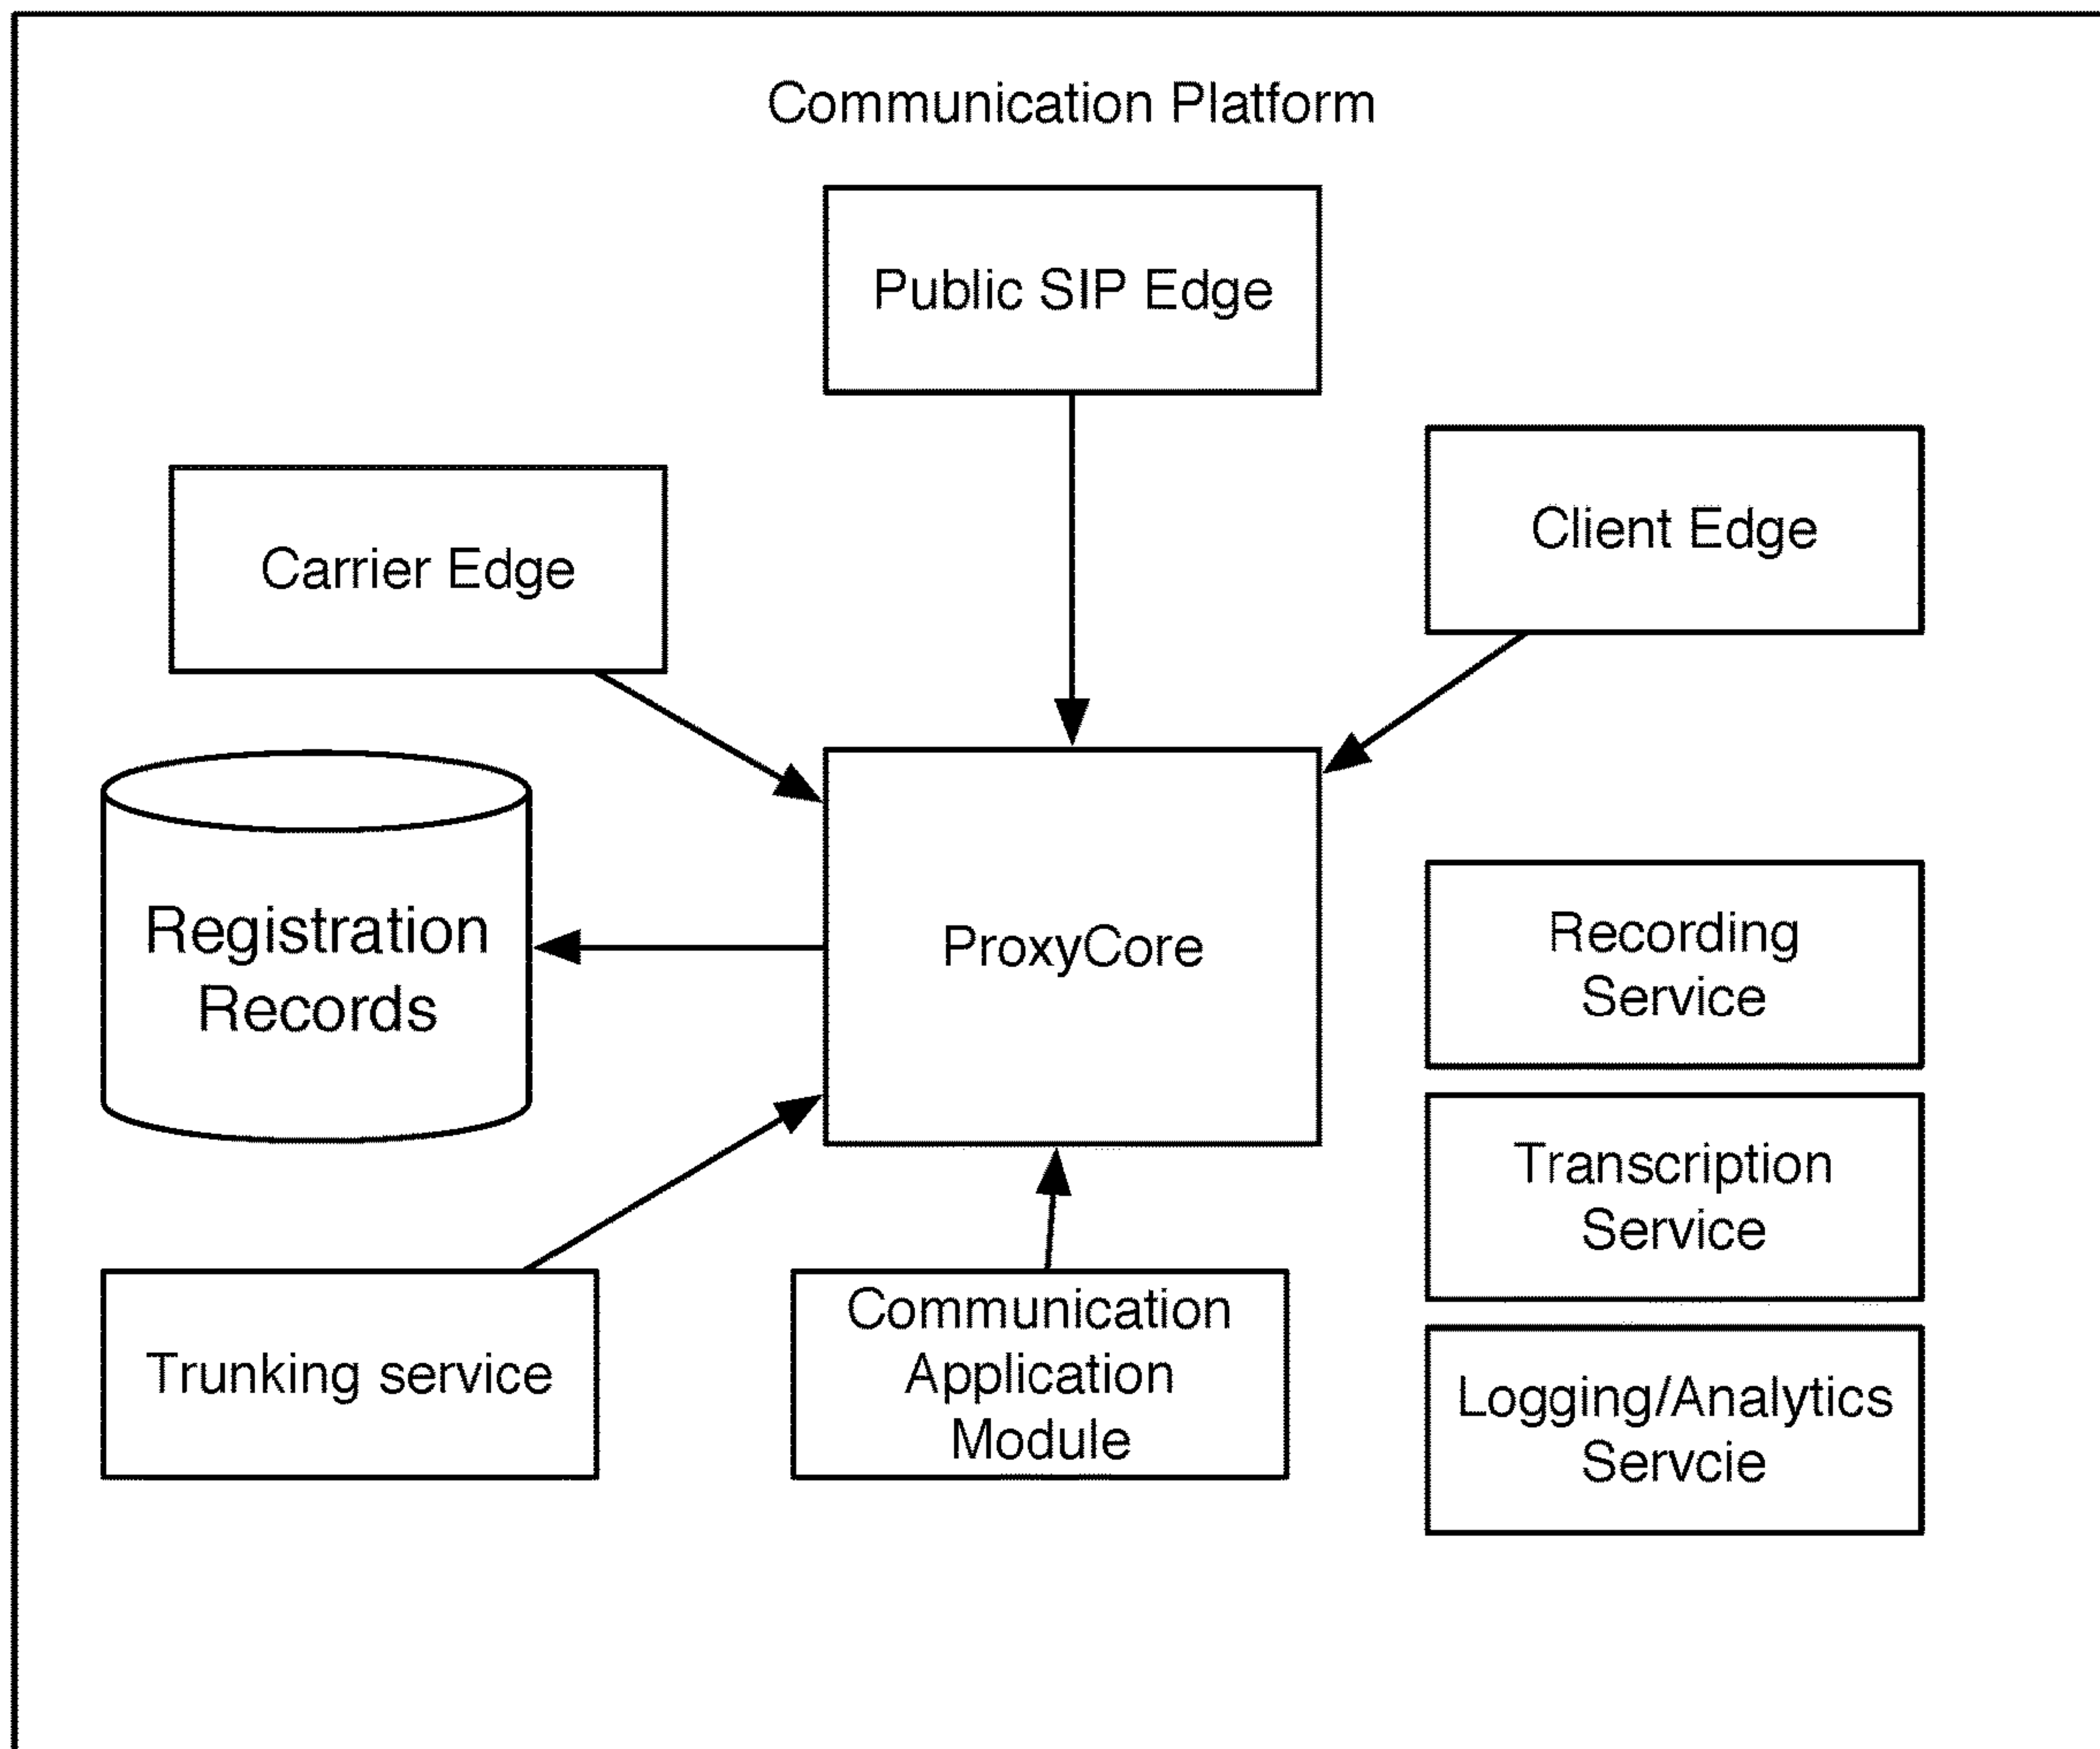 Communication Platform
Public SIP Edge
Client Edge
Carrier Edge
Registration
Records
ProxyCore
Recording
Service
Transcription
Service
Trunking service
Communication
Application
Module
Logging/Analytics
Servcie